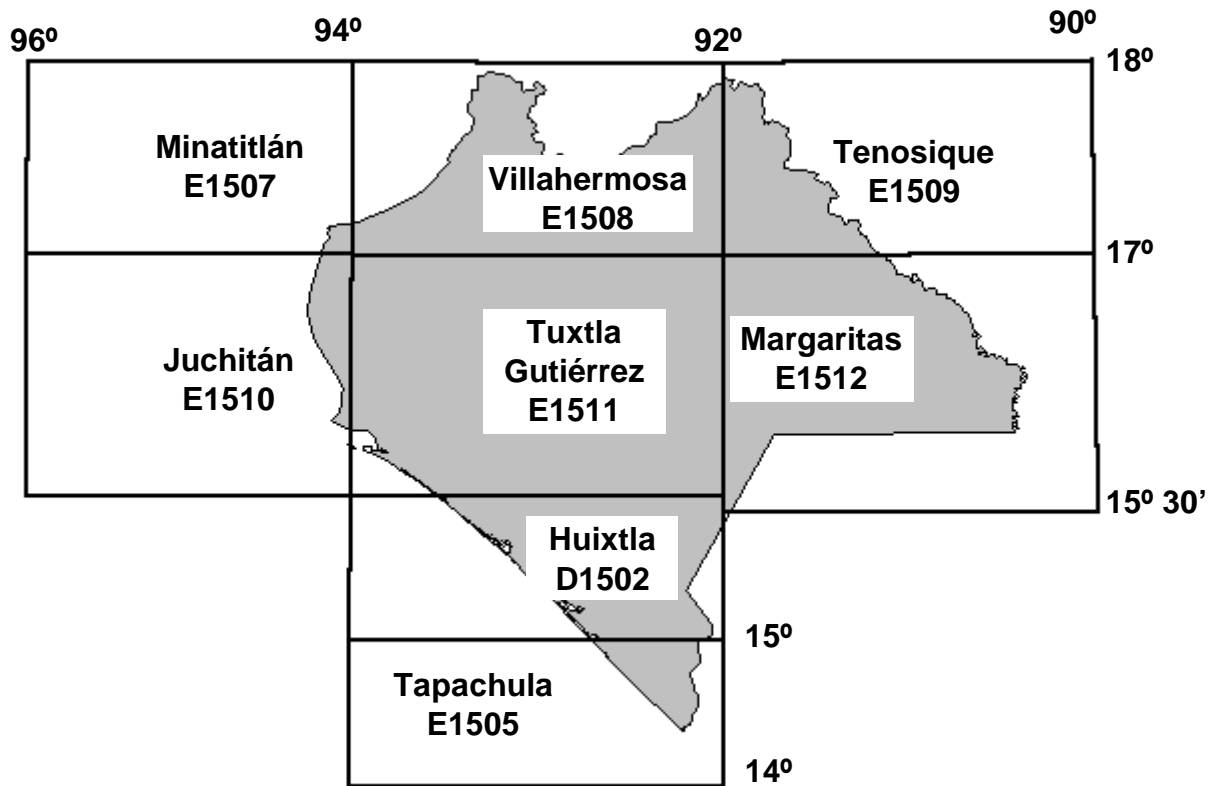 96º 94º 92º 90º
18º
Minatitlán
E1507
Villahermosa
E1508
Tenosique
E1509
17º
Juchitán
E1510
Tuxtla
Gutiérrez
E1511
Margaritas
E1512
15º 30’
Huixtla
D1502
15º
Tapachula
E1505
14º